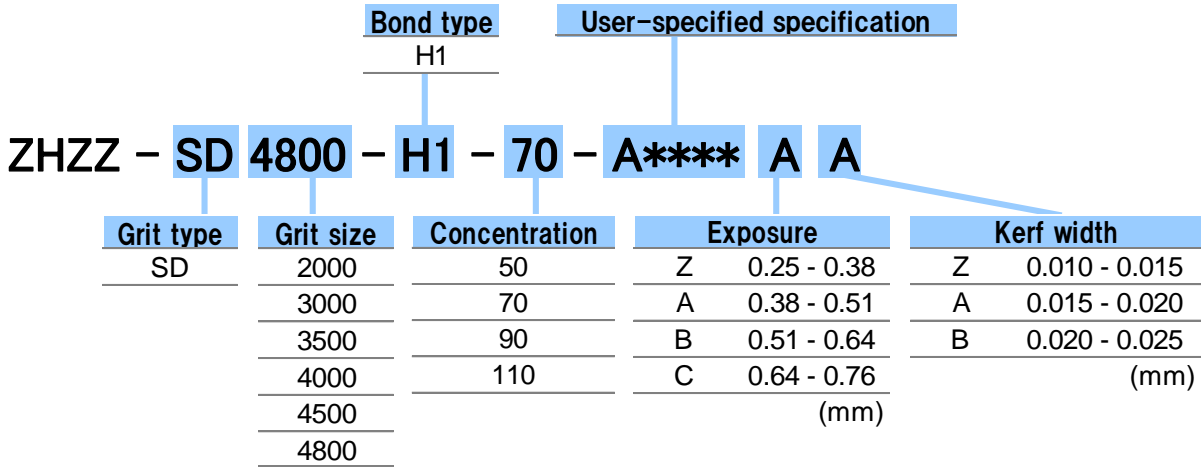 Bond type
H1
User-specified specification
ZHZZ - SD 4800 - H1 - 70 - A**** A A
Grit type
SD
Grit size
2000
3000
3500
4000
4500
4800
Concentration
50
70
90
110
Exposure
Z 0.25 - 0.38
A 0.38 - 0.51
B 0.51 - 0.64
C 0.64 - 0.76
(mm)
Kerf width
Z 0.010 - 0.015
A 0.015 - 0.020
B 0.020 - 0.025
(mm)